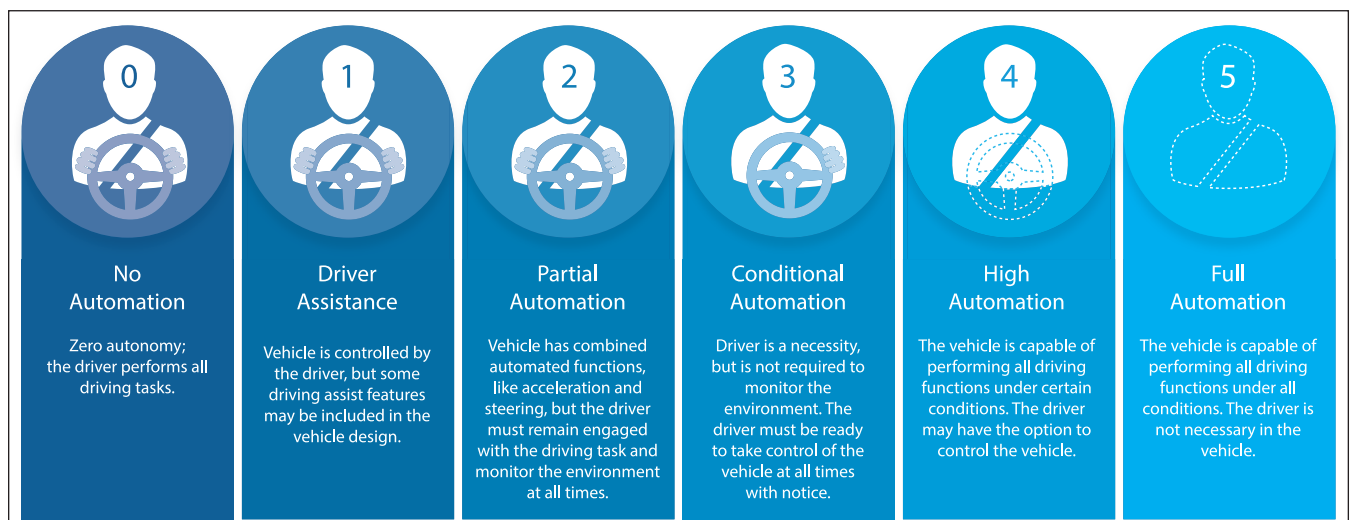 0
No
Automation
Zero autonomy;
the driver performs all
driving tasks.
1
Driver
Assistance
Vehicle is controlled by
the driver, but some
driving assist features
may be included in the
vehicle design.
2
Partial
Automation
Vehicle has combined
automated functions,
like acceleration and
steering, but the driver
must remain engaged
with the driving task and
monitor the environment
at all times.
3
Conditional
Automation
Driver is a necessity,
but is not required to
monitor the
environment. The
driver must be ready
to take control of the
vehicle at all times
with notice.
4
High
Automation
The vehicle is capable of
performing all driving
functions under certain
conditions. The driver
may have the option to
control the vehicle.
5
Full
Automation
The vehicle is capable of
performing all driving
functions under all
conditions. The driver is
not necessary in the
vehicle.